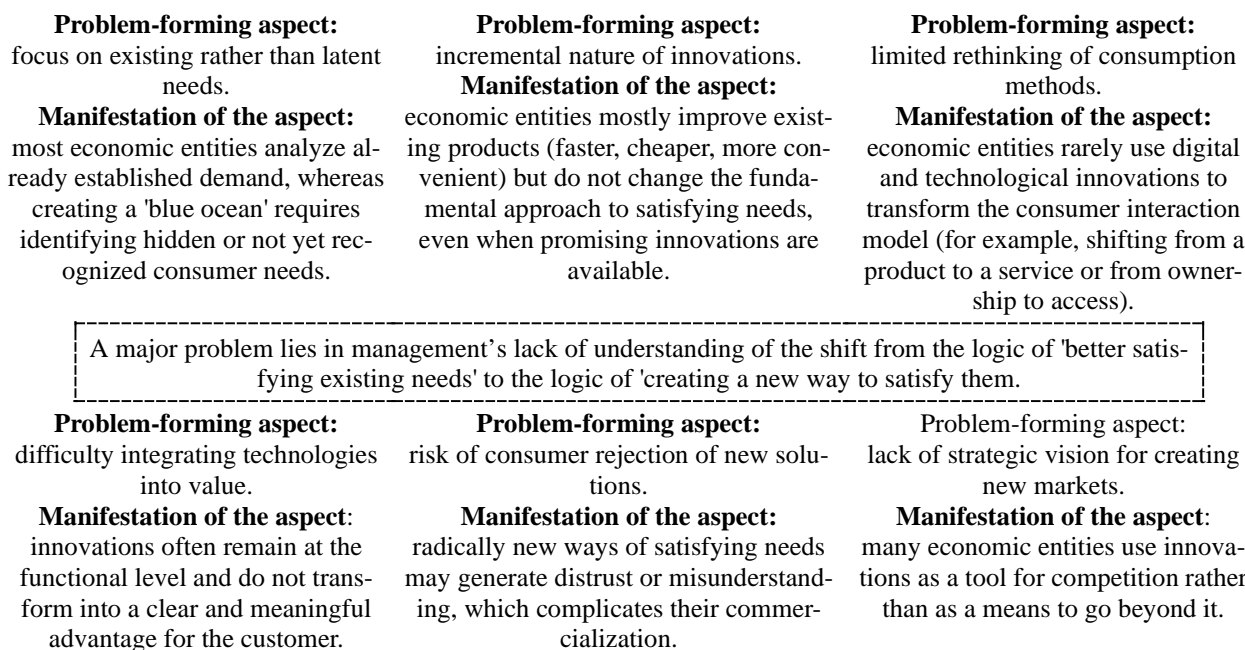 Problem-forming aspect:
focus on existing rather than latent
needs.
Manifestation of the aspect:
most economic entities analyze al-
ready established demand, whereas
creating a 'blue ocean' requires
identifying hidden or not yet rec-
ognized consumer needs.
Problem-forming aspect:
incremental nature of innovations.
Manifestation of the aspect:
economic entities mostly improve exist-
ing products (faster, cheaper, more con-
venient) but do not change the funda-
mental approach to satisfying needs,
even when promising innovations are
available.
Problem-forming aspect:
limited rethinking of consumption
methods.
Manifestation of the aspect:
economic entities rarely use digital
and technological innovations to
transform the consumer interaction
model (for example, shifting from a
product to a service or from owner-
ship to access).
A major problem lies in management’s lack of understanding of the shift from the logic of 'better satis-
fying existing needs' to the logic of 'creating a new way to satisfy them.
Problem-forming aspect:
difficulty integrating technologies
into value.
Manifestation of the aspect:
innovations often remain at the
functional level and do not trans-
form into a clear and meaningful
advantage for the customer.
Problem-forming aspect:
risk of consumer rejection of new solu-
tions.
Manifestation of the aspect:
radically new ways of satisfying needs
may generate distrust or misunderstand-
ing, which complicates their commer-
cialization.
Problem-forming aspect:
lack of strategic vision for creating
new markets.
Manifestation of the aspect:
many economic entities use innova-
tions as a tool for competition rather
than as a means to go beyond it.